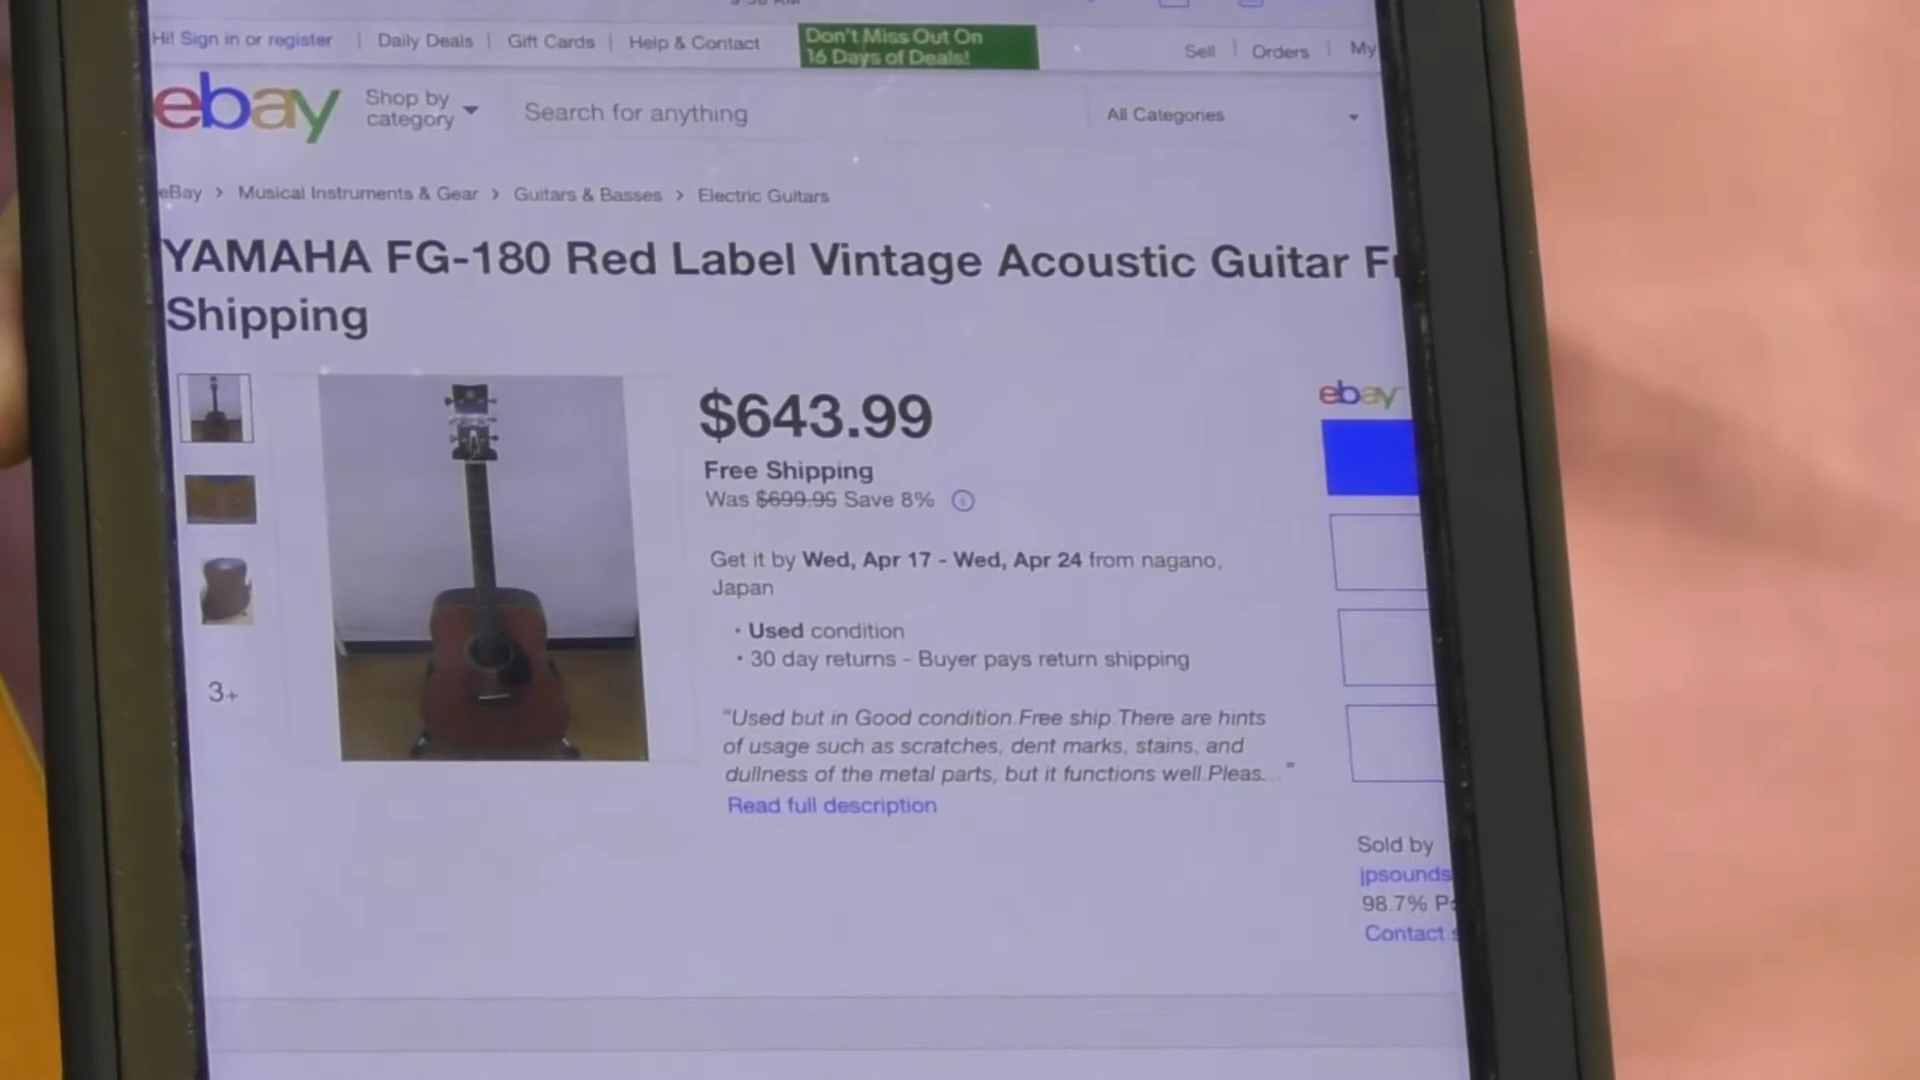 Hi! Sign in or register | Daily Deals | Gift Cards | Help & Contact
Don't Miss Out On
16 Days of Deals!
Sell | Orders | My
ebay
Shop by
category
Search for anything
All Categories
eBay > Musical Instruments & Gear > Guitars & Basses > Electric Guitars
YAMAHA FG-180 Red Label Vintage Acoustic Guitar
Shipping
3+
$643.99
Free Shipping
Was $699.95 Save 8%
Get it by Wed, Apr 17 - Wed, Apr 24 from nagano,
Japan
• Used condition
• 30 day returns - Buyer pays return shipping
"Used but in Good condition.Free ship.There are hints
of usage such as scratches, dent marks, stains, and
dullness of the metal parts, but it functions well.Pleas... "
Read full description
ebay
Sold by
jpsounds
98.7%
Contact